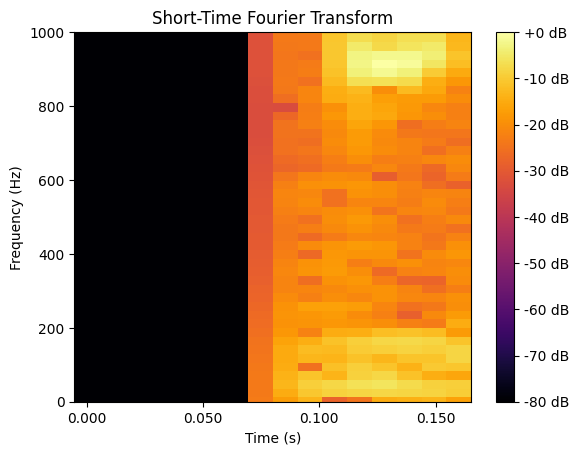 Short-Time Fourier Transform
1000
800
600
400
200
0
Frequency (Hz)
0.000
0.050
0.100
0.150
Time (s)
+0 dB
-10 dB
-20 dB
-30 dB
-40 dB
-50 dB
-60 dB
-70 dB
-80 dB